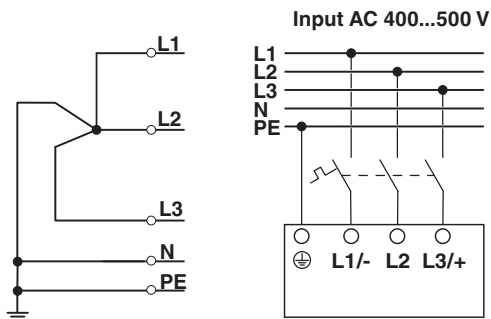 Input AC 400...500 V
L1
L2
L3
N
PE
L1
L2
L3
N
PE
L1/- L2 L3/+